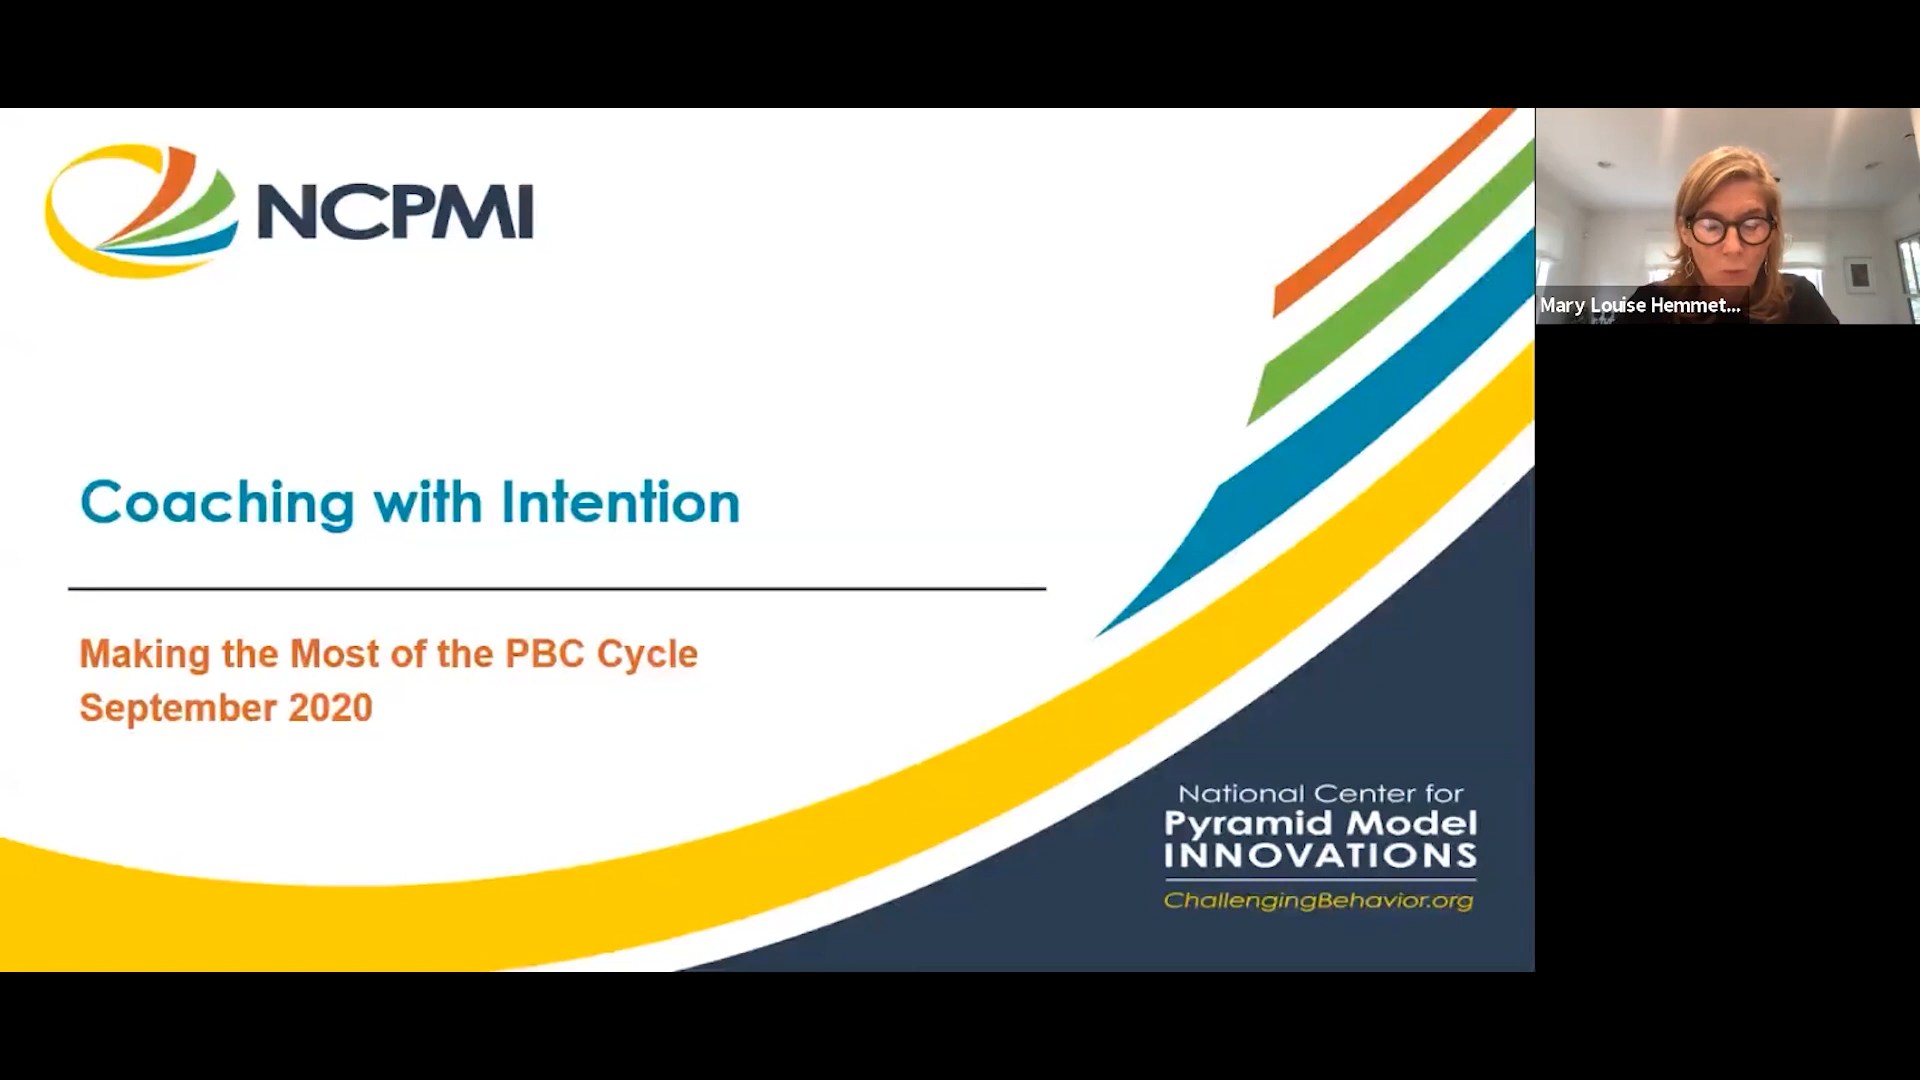 NCPMI
Coaching with Intention
Making the Most of the PBC Cycle
September 2020
National Center for
Pyramid Model
INNOVATIONS
ChallengingBehavior.org
Mary Louise Hemmet...